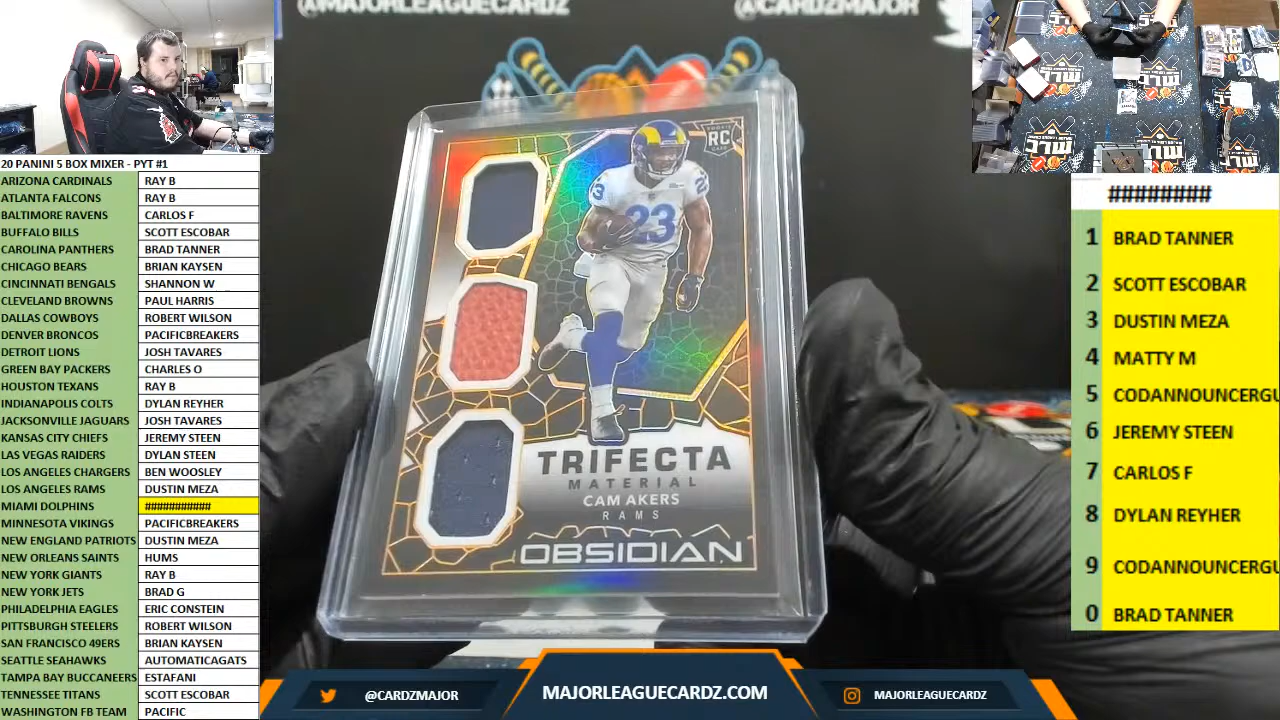 @MAJORLEAGUECARDZ
@CARDZMAJOR
20 PANINI 5 BOX MIXER - PYT #1
ARIZONA CARDINALS RAY B
ATLANTA FALCONS RAY B
BALTIMORE RAVENS CARLOS F
BUFFALO BILLS SCOTT ESCOBAR
CAROLINA PANTHERS BRAD TANNER
CHICAGO BEARS BRIAN KAYSEN
CINCINNATI BENGALS SHANNON W
CLEVELAND BROWNS PAUL HARRIS
DALLAS COWBOYS ROBERT WILSON
DENVER BRONCOS PACIFICBREAKERS
DETROIT LIONS JOSH TAVARES
GREEN BAY PACKERS CHARLES O
HOUSTON TEXANS RAY B
INDIANAPOLIS COLTS DYLAN REYHER
JACKSONVILLE JAGUARS JOSH TAVARES
KANSAS CITY CHIEFS JEREMY STEEN
LAS VEGAS RAIDERS DYLAN STEEN
LOS ANGELES CHARGERS BEN WOOSLEY
LOS ANGELES RAMS DUSTIN MEZA
MIAMI DOLPHINS ###########
MINNESOTA VIKINGS PACIFICBREAKERS
NEW ENGLAND PATRIOTS DUSTIN MEZA
NEW ORLEANS SAINTS HUMS
NEW YORK GIANTS RAY B
NEW YORK JETS BRAD G
PHILADELPHIA EAGLES ERIC CONSTEIN
PITTSBURGH STEELERS ROBERT WILSON
SAN FRANCISCO 49ERS BRIAN KAYSEN
SEATTLE SEAHAWKS AUTOMATICAGATS
TAMPA BAY BUCCANEERS ESTAFANI
TENNESSEE TITANS SCOTT ESCOBAR
WASHINGTON FB TEAM PACIFIC
RC
23
23
23
TRIFECTA
MATERIAL
CAM AKERS
RAMS
OBSIDIAN
########
1 BRAD TANNER
2 SCOTT ESCOBAR
3 DUSTIN MEZA
4 MATTY M
5 CODANNOUNCERGU
6 JEREMY STEEN
7 CARLOS F
8 DYLAN REYHER
9 CODANNOUNCERGU
0 BRAD TANNER
@CARDZMAJOR
MAJORLEAGUECARDZ.COM
MAJORLEAGUECARDZ